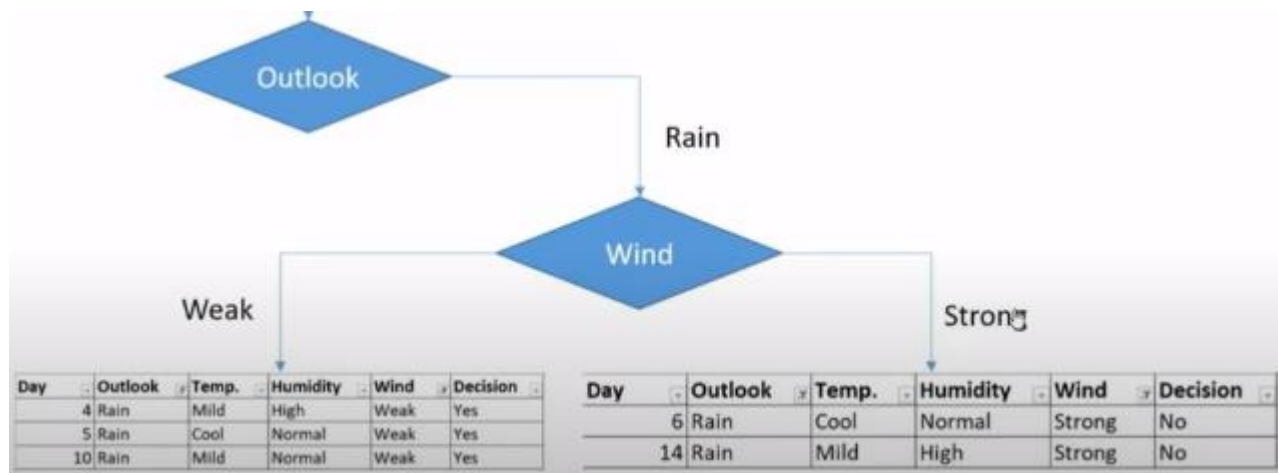 Outlook
Rain
Wind
Weak
Strong
Day Outlook Temp. Humidity Wind Decision
4 Rain Mild High Weak Yes
5 Rain Cool Normal Weak Yes
10 Rain Mild Normal Weak Yes
Day Outlook Temp. Humidity Wind Decision
6 Rain Cool Normal Strong No
14 Rain Mild High Strong No